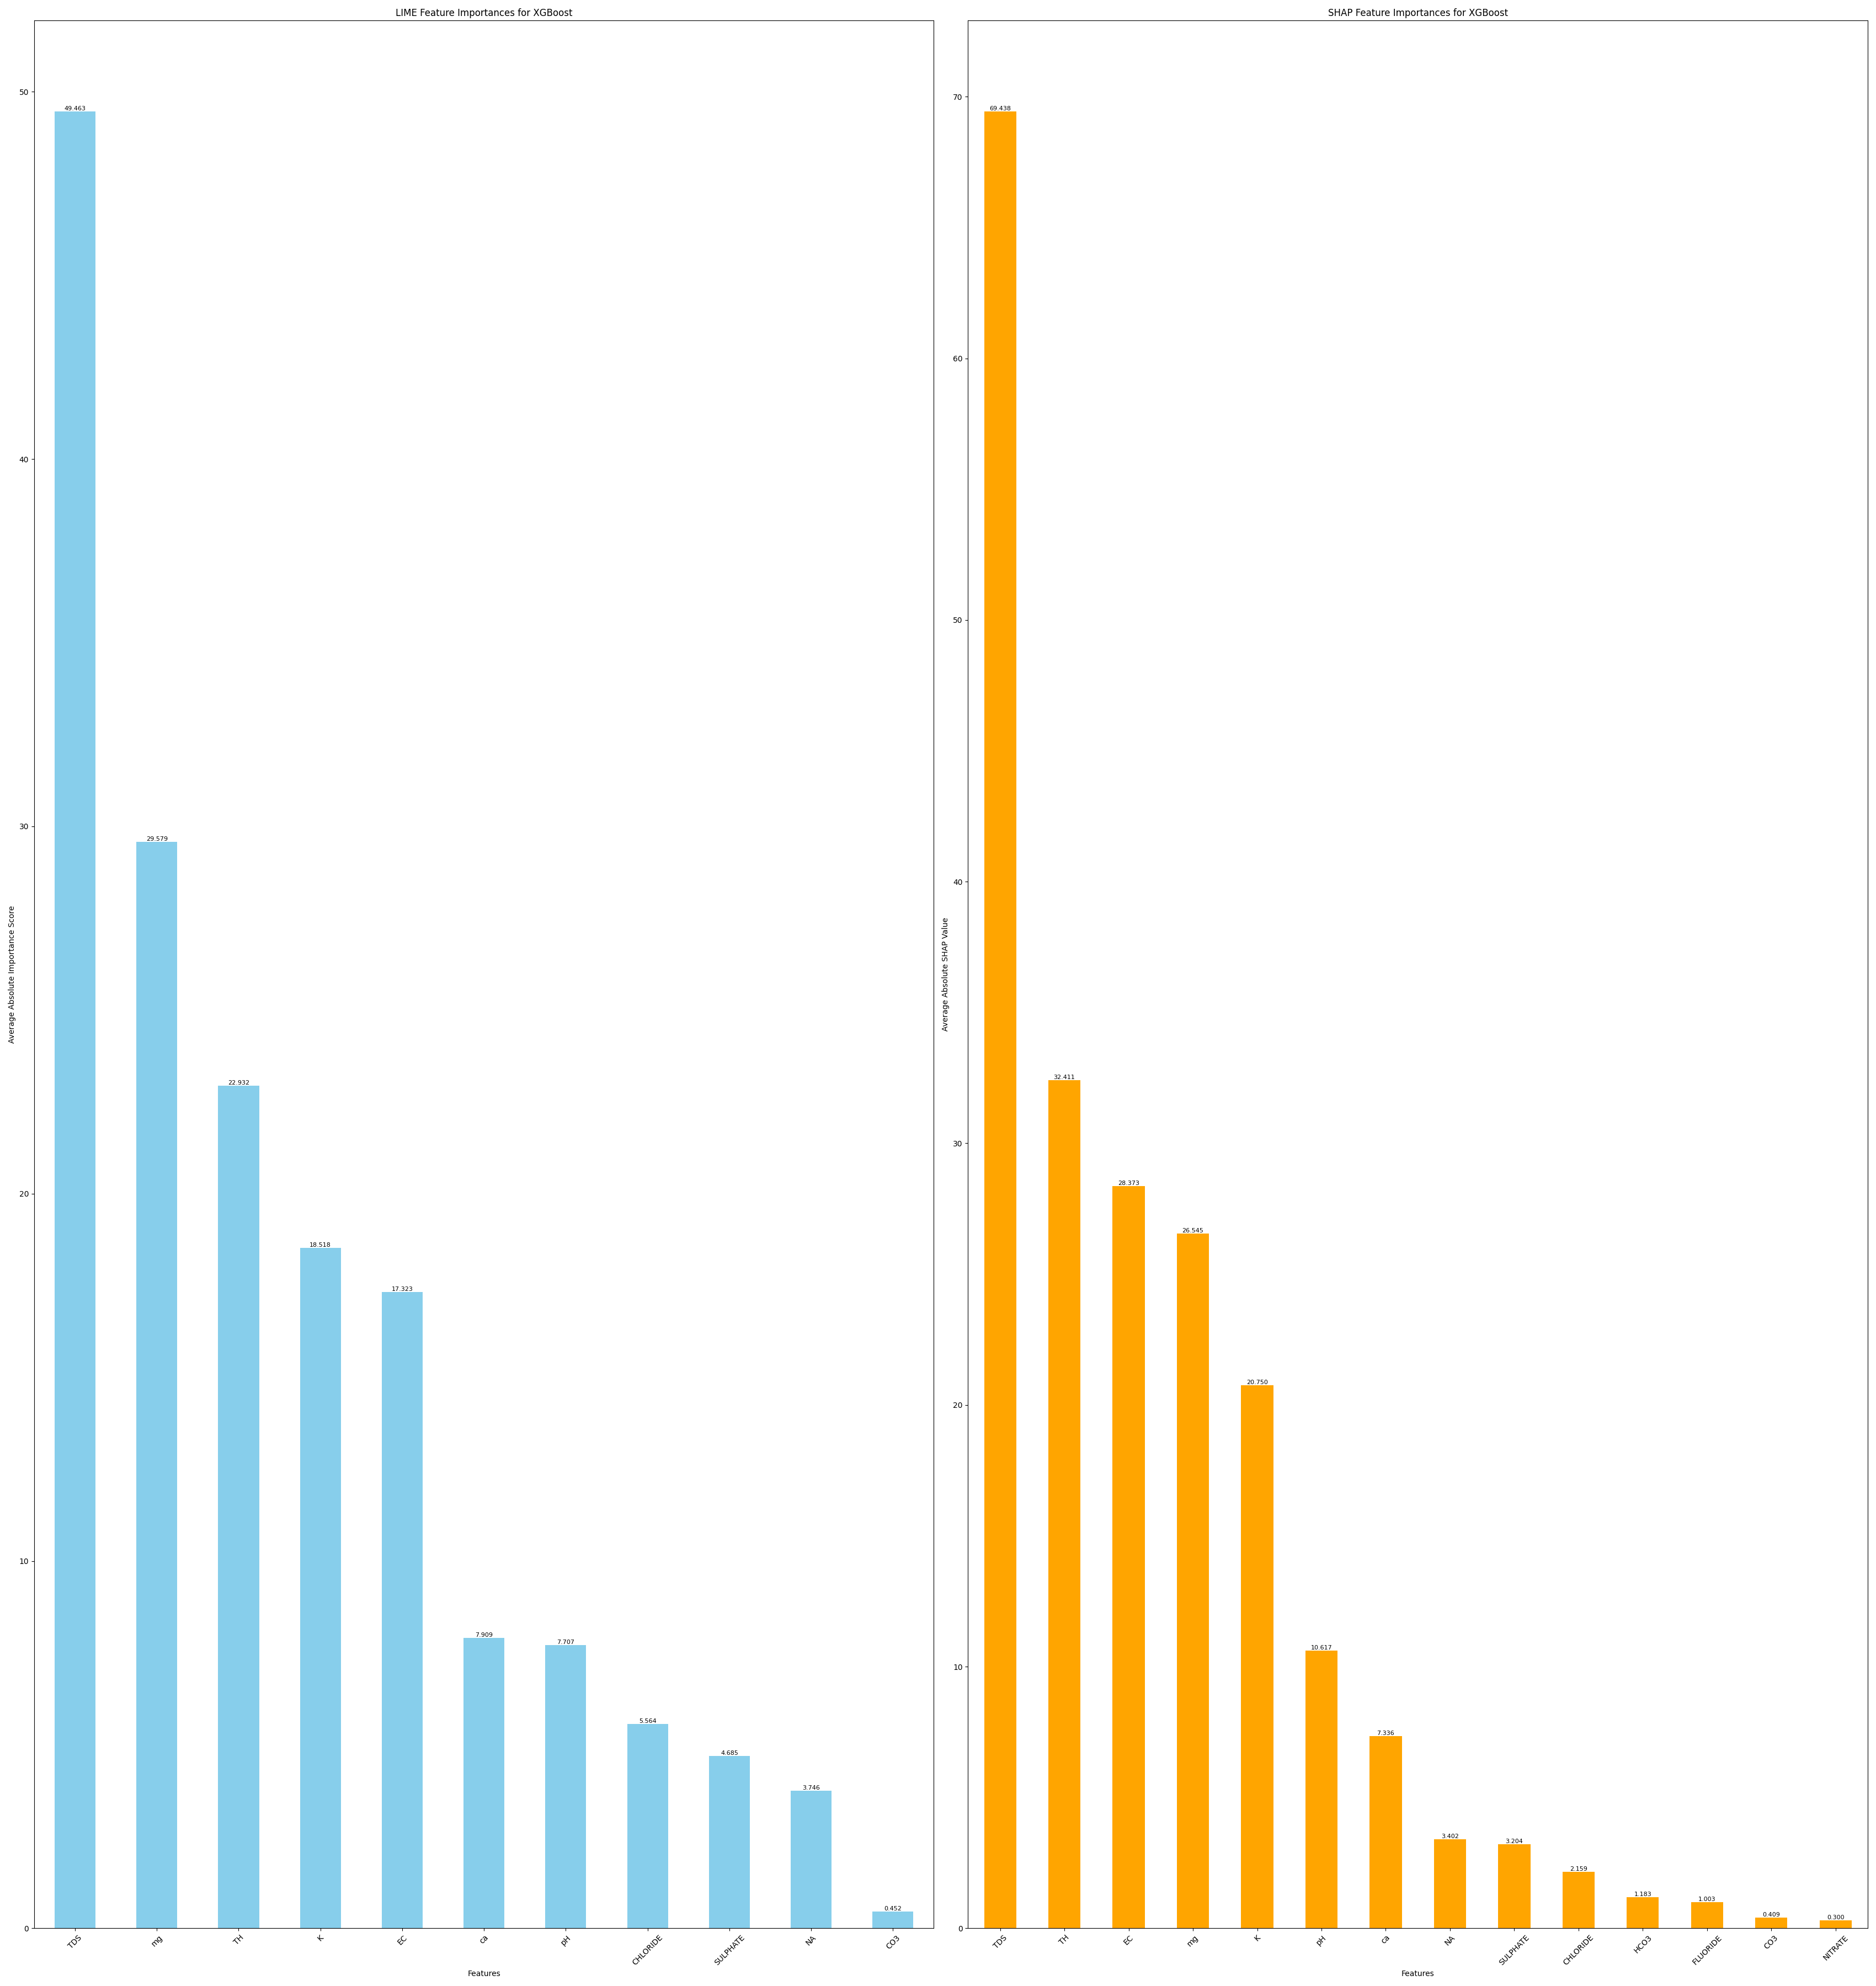 LIME Feature Importances for XGBoost
Average Absolute Importance Score
50
40
30
20
10
0
49.463
29.579
22.932
18.518
17.323
7.909
7.707
5.564
4.685
3.746
0.452
TDS
mg
TH
K
EC
ca
pH
CHLORIDE
SULPHATE
NA
CO3
Features
SHAP Feature Importances for XGBoost
Average Absolute SHAP Value
70
60
50
40
30
20
10
0
69.438
32.411
28.373
26.545
20.750
10.617
7.336
3.402
3.204
2.159
1.183
1.003
0.409
0.300
TDS
TH
EC
mg
K
pH
ca
NA
SULPHATE
CHLORIDE
HCO3
FLUORIDE
CO3
NITRATE
Features